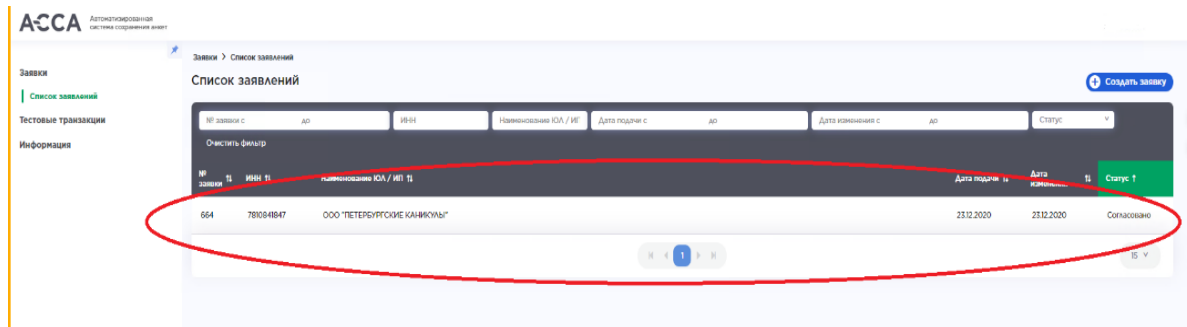 АССА Автоматизированная
система сохранения анкет
Заявки > Список заявлений
Заявки
Список заявлений
Список заявлений
Создать заявку
Тестовые транзакции
Информация
№ заявки с до ИНН Наименование ЮЛ / ИГ Дата подачи с до Дата изменения с до Статус
Очистить фильтр
№
заявки ИНН Наименование ЮЛ / ИП Дата подачи Дата
изменения Статус
664 7810841847 ООО "ПЕТЕРБУРГСКИЕ КАНИКУЛЫ" 23.12.2020 23.12.2020 Согласовано
1 15